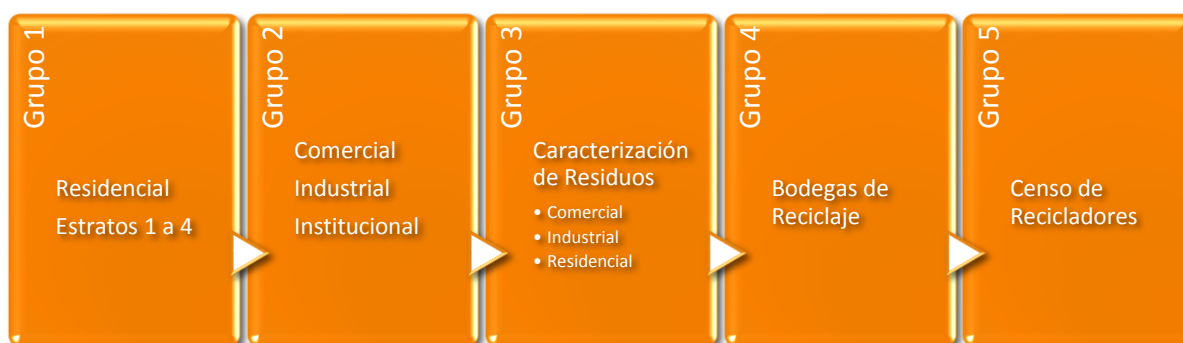 Grupo 1
Residencial
Estratos 1 a 4
Grupo 2
Comercial
Industrial
Institucional
Grupo 3
Caracterización
de Residuos
• Comercial
• Industrial
• Residencial
Grupo 4
Bodegas de
Reciclaje
Grupo 5
Censo de
Recicladores